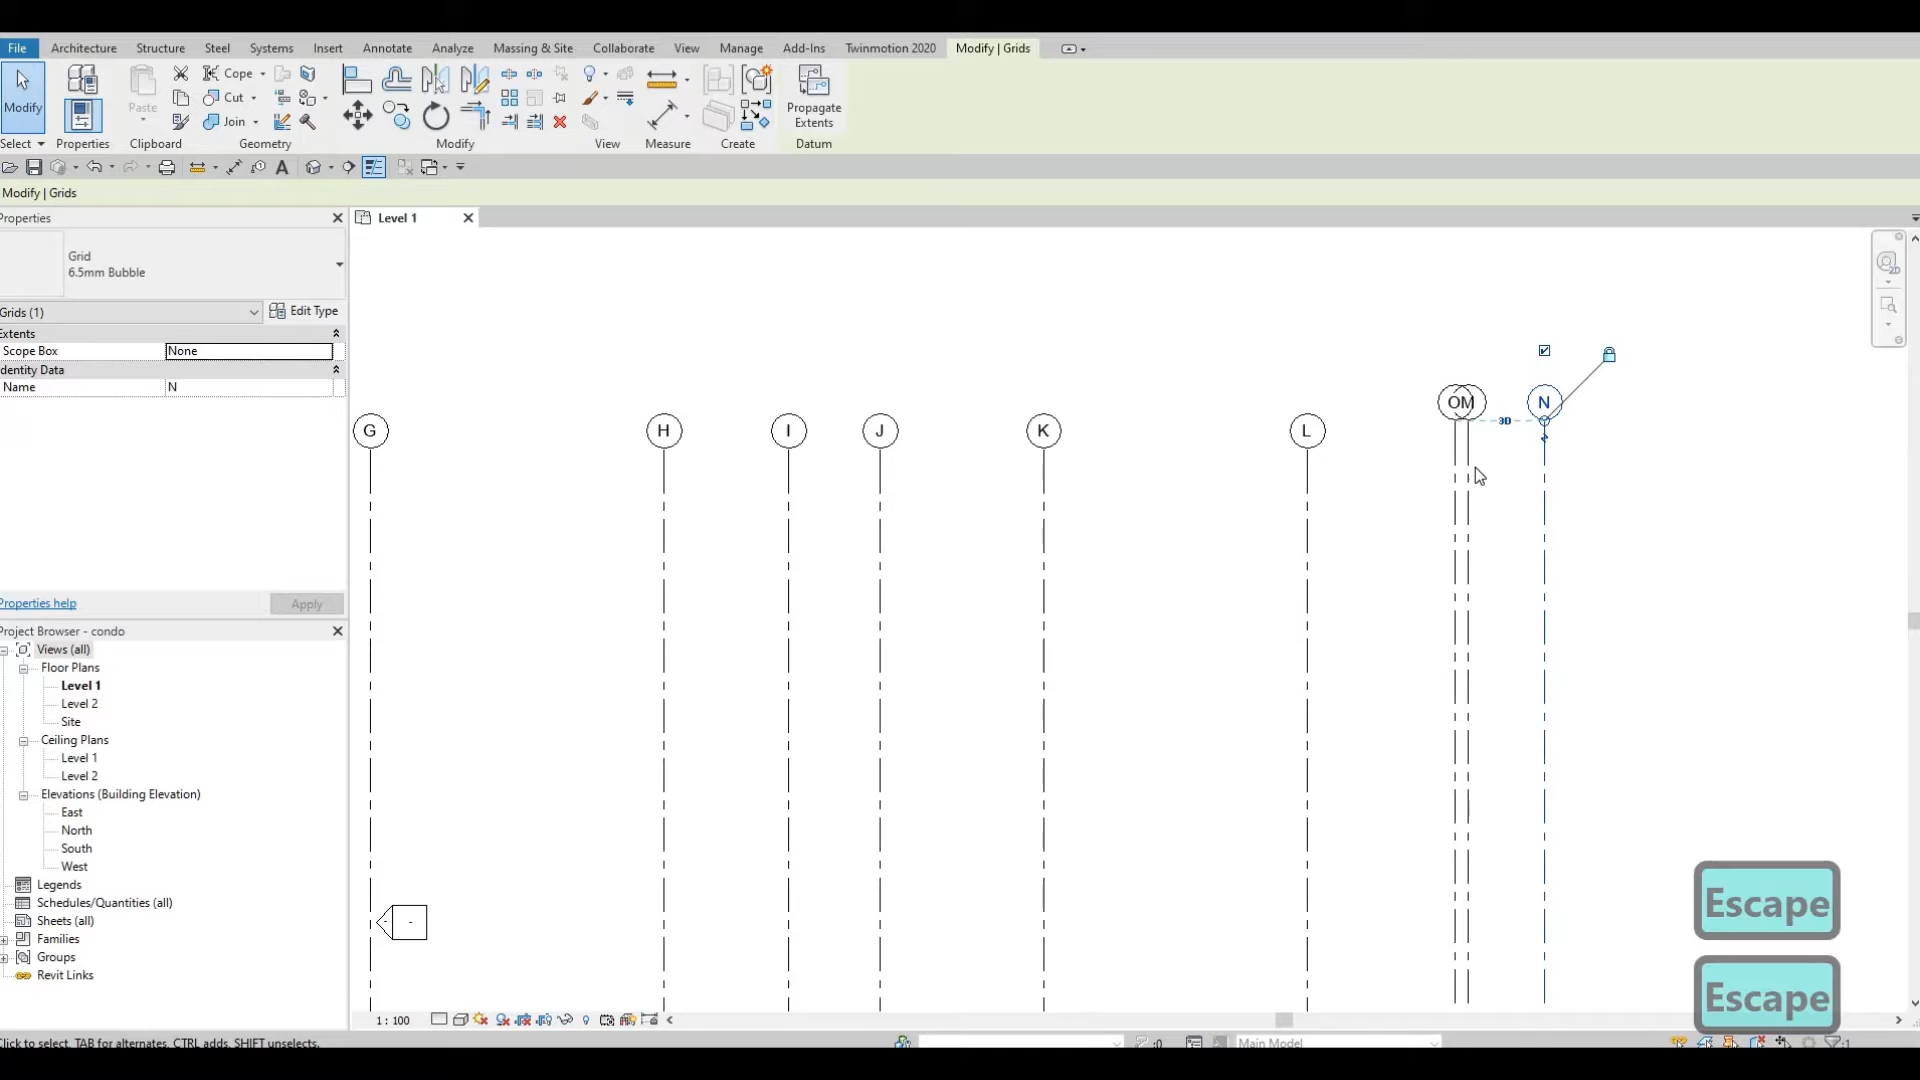 File Architecture Structure Steel Systems Insert Annotate Analyze Massing & Site Collaborate View Manage Add-Ins Twinmotion 2020 Modify | Grids
Modify Paste Cope Cut Join Propagate Extents
Select Properties Clipboard Geometry Modify View Measure Create Datum
Modify | Grids
Properties
Level 1
Grid
6.5mm Bubble
Grids (1) Edit Type
Extents
Scope Box None
Identity Data
Name N
Properties help Apply
Project Browser - condo
Views (all)
Floor Plans
Level 1
Level 2
Site
Ceiling Plans
Level 1
Level 2
Elevations (Building Elevation)
East
North
South
West
Legends
Schedules/Quantities (all)
Sheets (all)
Families
Groups
Revit Links
2D
O M N
3D
G H I J K L
-
Escape
Escape
1 : 100
Click to select, TAB for alternates, CTRL adds, SHIFT unselects. :0 Main Model :1